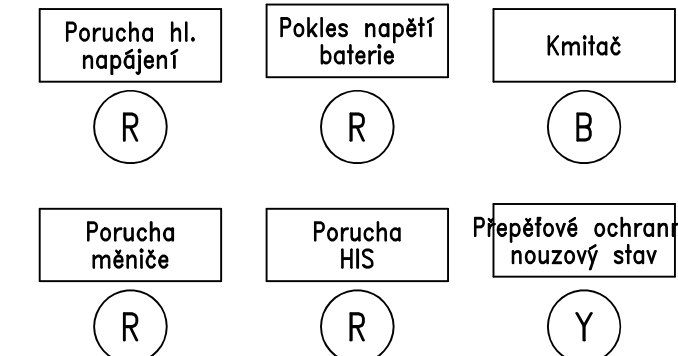 Porucha hl.
napájení
R
Pokles napětí
baterie
R
Kmitač
B
Porucha
měniče
R
Porucha
HIS
R
nouzový stav
Y